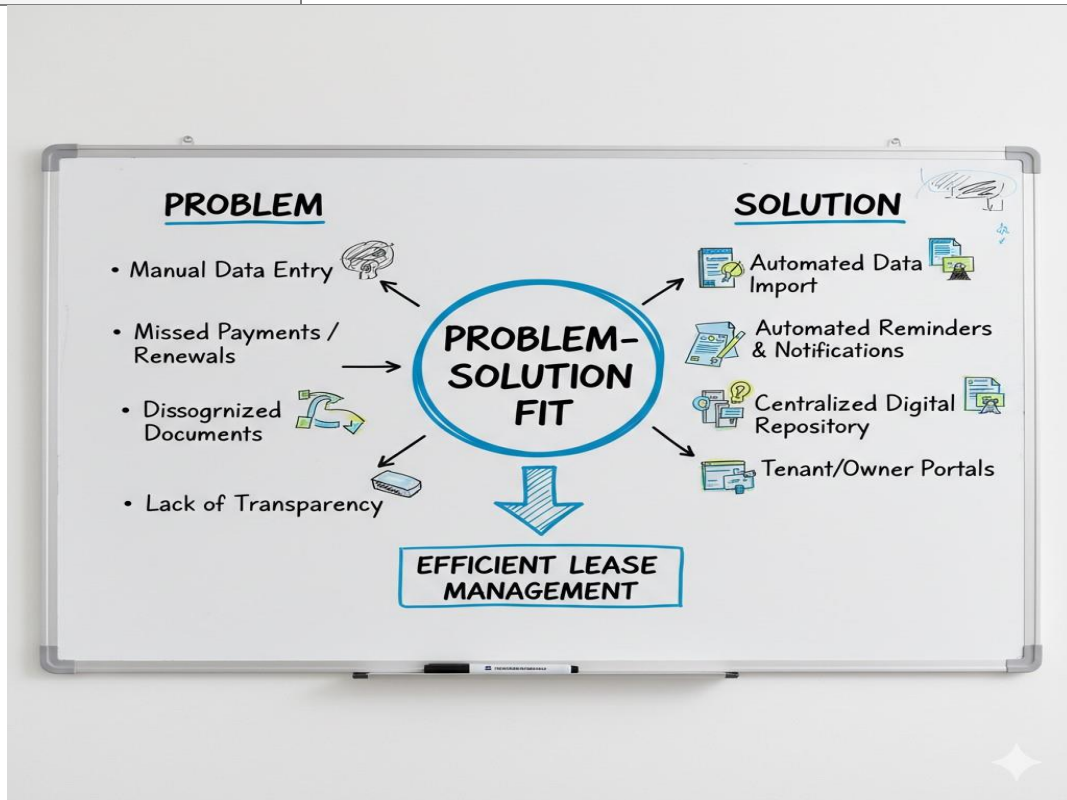 PROBLEM
• Manual Data Entry
• Missed Payments /
Renewals
• Dissogrnized
Documents
• Lack of Transparency
PROBLEM-
SOLUTION
FIT
EFFICIENT LEASE
MANAGEMENT
SOLUTION
Automated Data
Import
Automated Reminders
& Notifications
Centralized Digital
Repository
Tenant/Owner Portals